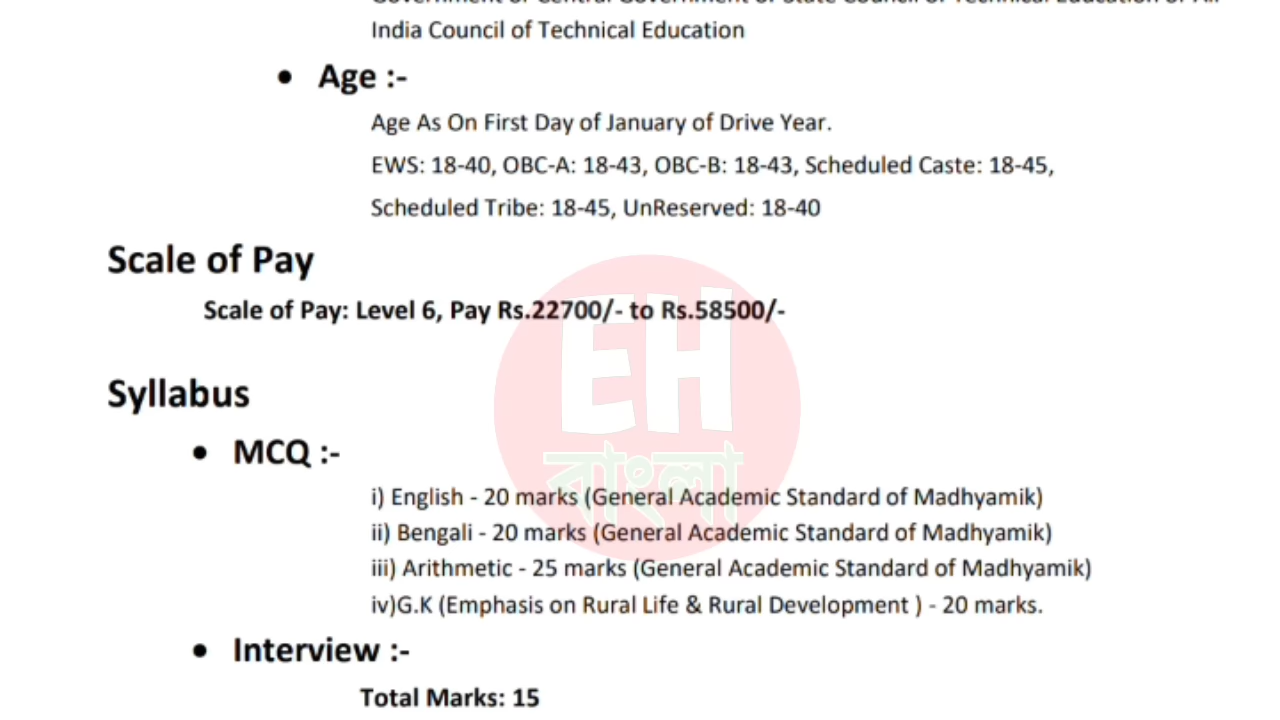 India Council of Technical Education
• Age :-
Age As On First Day of January of Drive Year.
EWS: 18-40, OBC-A: 18-43, OBC-B: 18-43, Scheduled Caste: 18-45,
Scheduled Tribe: 18-45, UnReserved: 18-40
Scale of Pay
Scale of Pay: Level 6, Pay Rs.22700/- to Rs.58500/-
Syllabus
• MCQ :-
i) English - 20 marks (General Academic Standard of Madhyamik)
ii) Bengali - 20 marks (General Academic Standard of Madhyamik)
iii) Arithmetic - 25 marks (General Academic Standard of Madhyamik)
iv)G.K (Emphasis on Rural Life & Rural Development ) - 20 marks.
• Interview :-
Total Marks: 15
EH
বাংলা